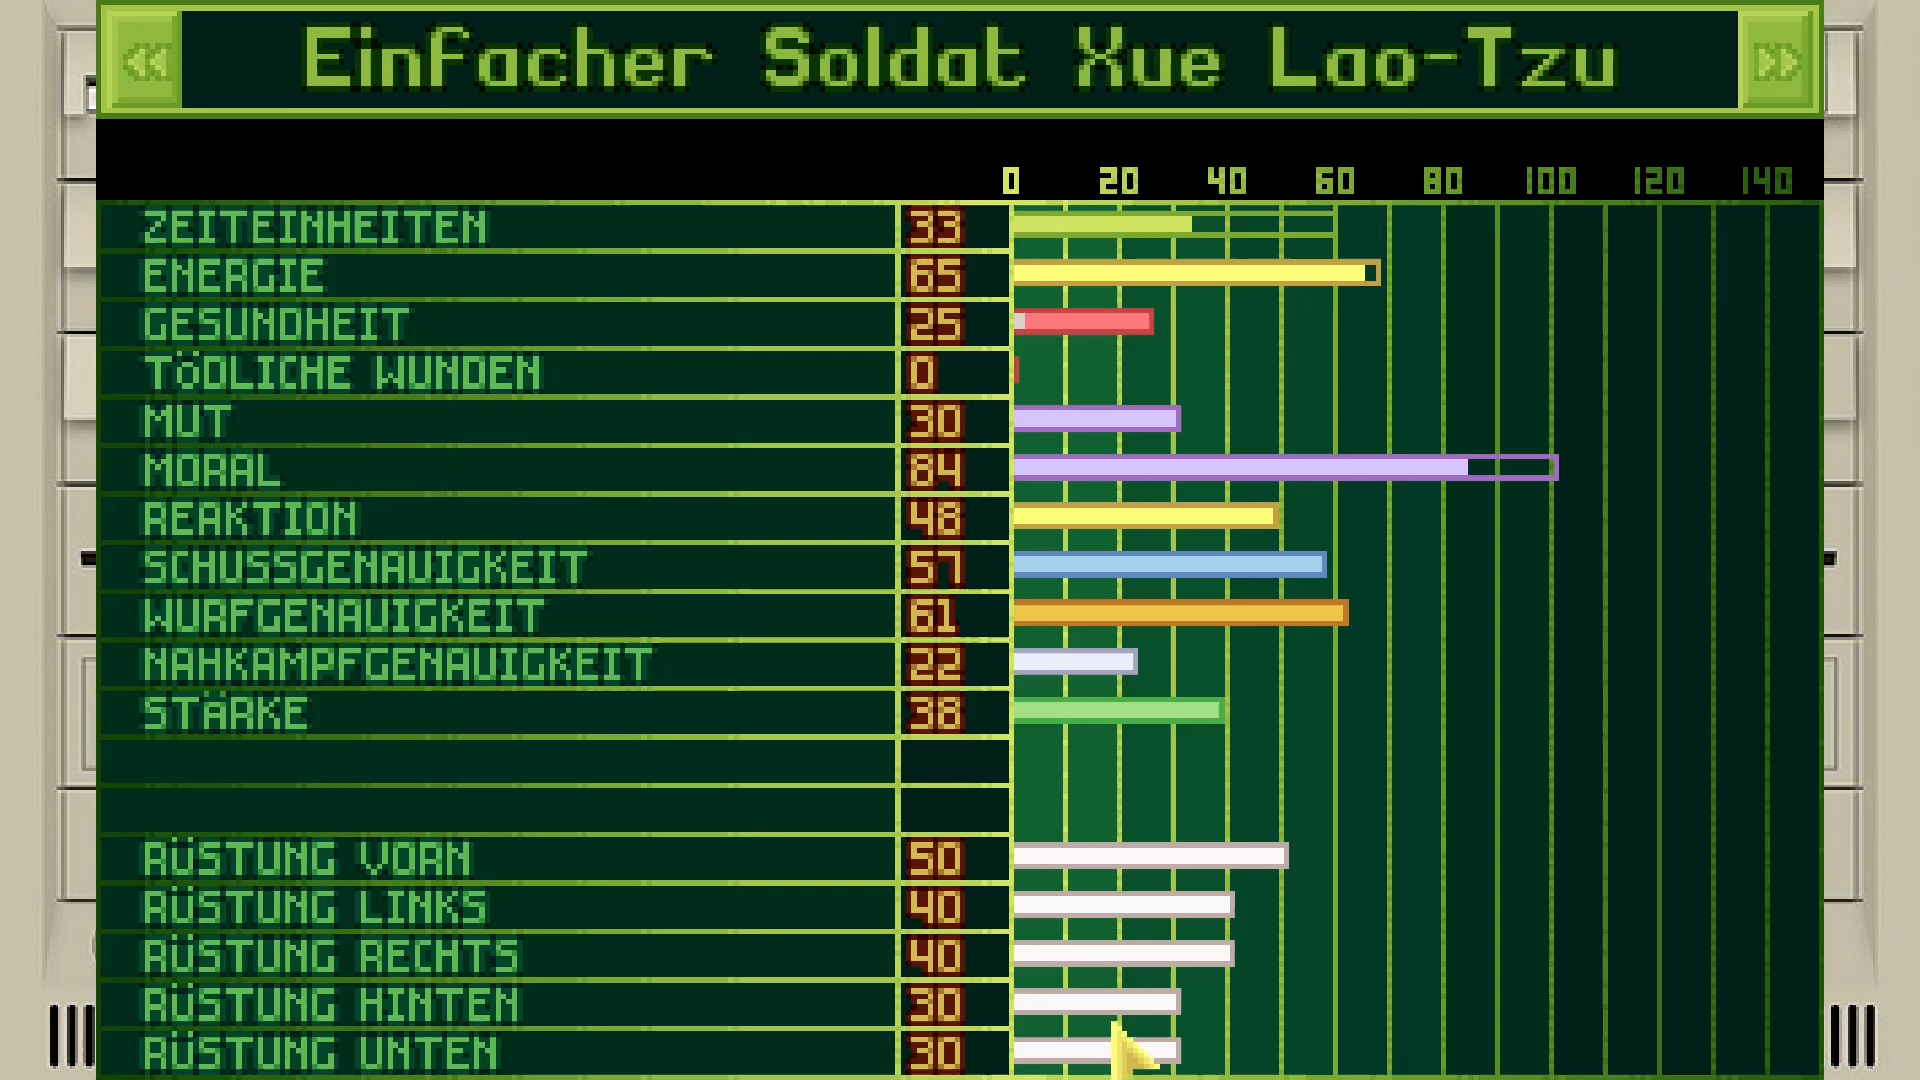 Einfacher Soldat Xue Lao-Tzu
0 20 40 60 80 100 120 140
ZEITEINHEITEN 33
ENERGIE 65
GESUNDHEIT 25
TÖDLICHE WUNDEN 0
MUT 30
MORAL 84
REAKTION 48
SCHUSSGENAUIGKEIT 57
WURFGENAUIGKEIT 61
NAHKAMPFGENAUIGKEIT 22
STÄRKE 38
RÜSTUNG VORN 50
RÜSTUNG LINKS 40
RÜSTUNG RECHTS 40
RÜSTUNG HINTEN 30
RÜSTUNG UNTEN 30